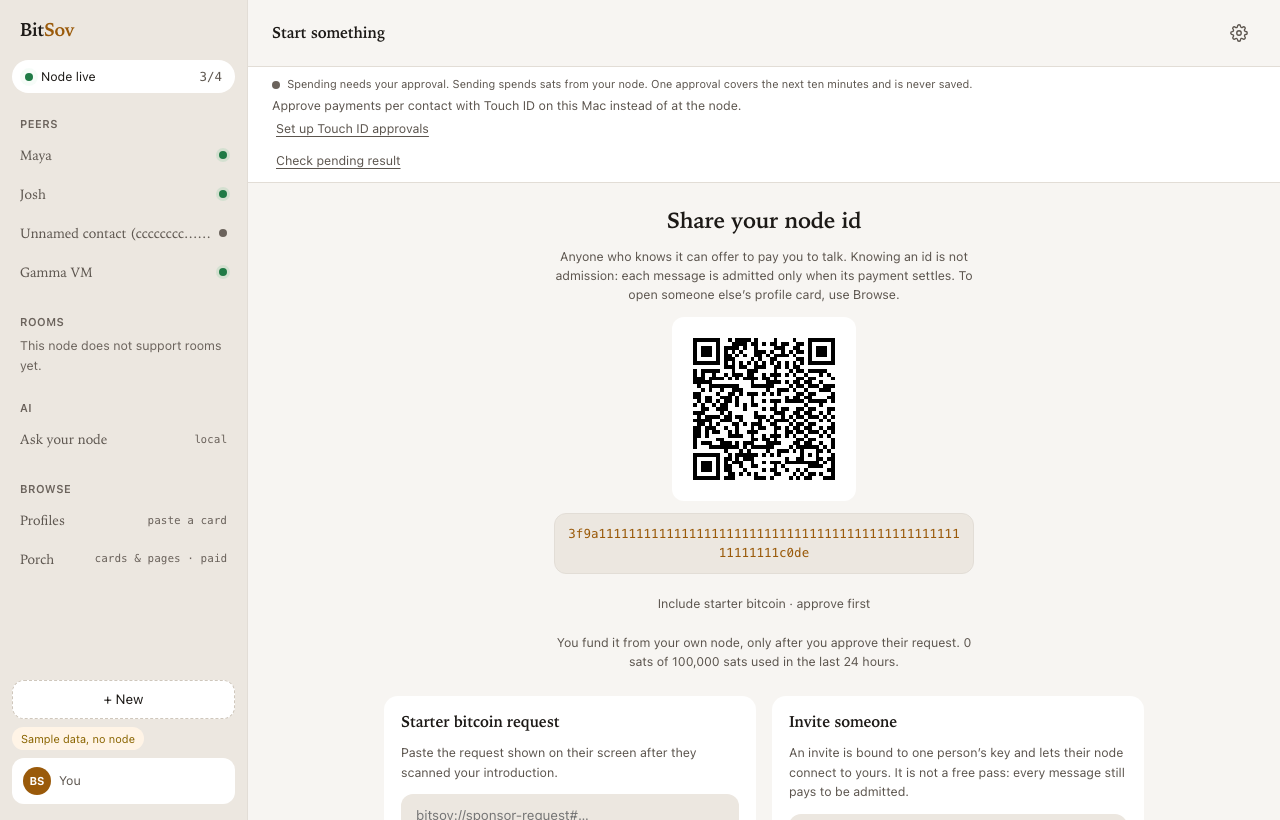 BitSov
Node live 3/4
PEERS
Maya
Josh
Unnamed contact (cccccccc……
Gamma VM
ROOMS
This node does not support rooms
yet.
AI
Ask your node local
BROWSE
Profiles paste a card
Porch cards & pages · paid
+ New
Sample data, no node
BS You
Start something
Spending needs your approval. Sending spends sats from your node. One approval covers the next ten minutes and is never saved.
Approve payments per contact with Touch ID on this Mac instead of at the node.
Set up Touch ID approvals
Check pending result
Share your node id
Anyone who knows it can offer to pay you to talk. Knowing an id is not
admission: each message is admitted only when its payment settles. To
open someone else's profile card, use Browse.
3f9a111111111111111111111111111111111111111111111111
11111111c0de
Include starter bitcoin · approve first
You fund it from your own node, only after you approve their request. 0
sats of 100,000 sats used in the last 24 hours.
Starter bitcoin request
Paste the request shown on their screen after they
scanned your introduction.
bitsov://sponsor-request#…
Invite someone
An invite is bound to one person's key and lets their node
connect to yours. It is not a free pass: every message still
pays to be admitted.